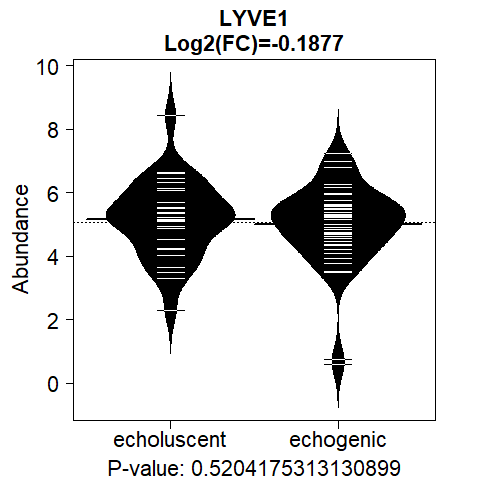 LYVE1
Log2(FC)=-0.1877
10
8
6
4
2
0
Abundance
echoluscent echogenic
P-value: 0.5204175313130899